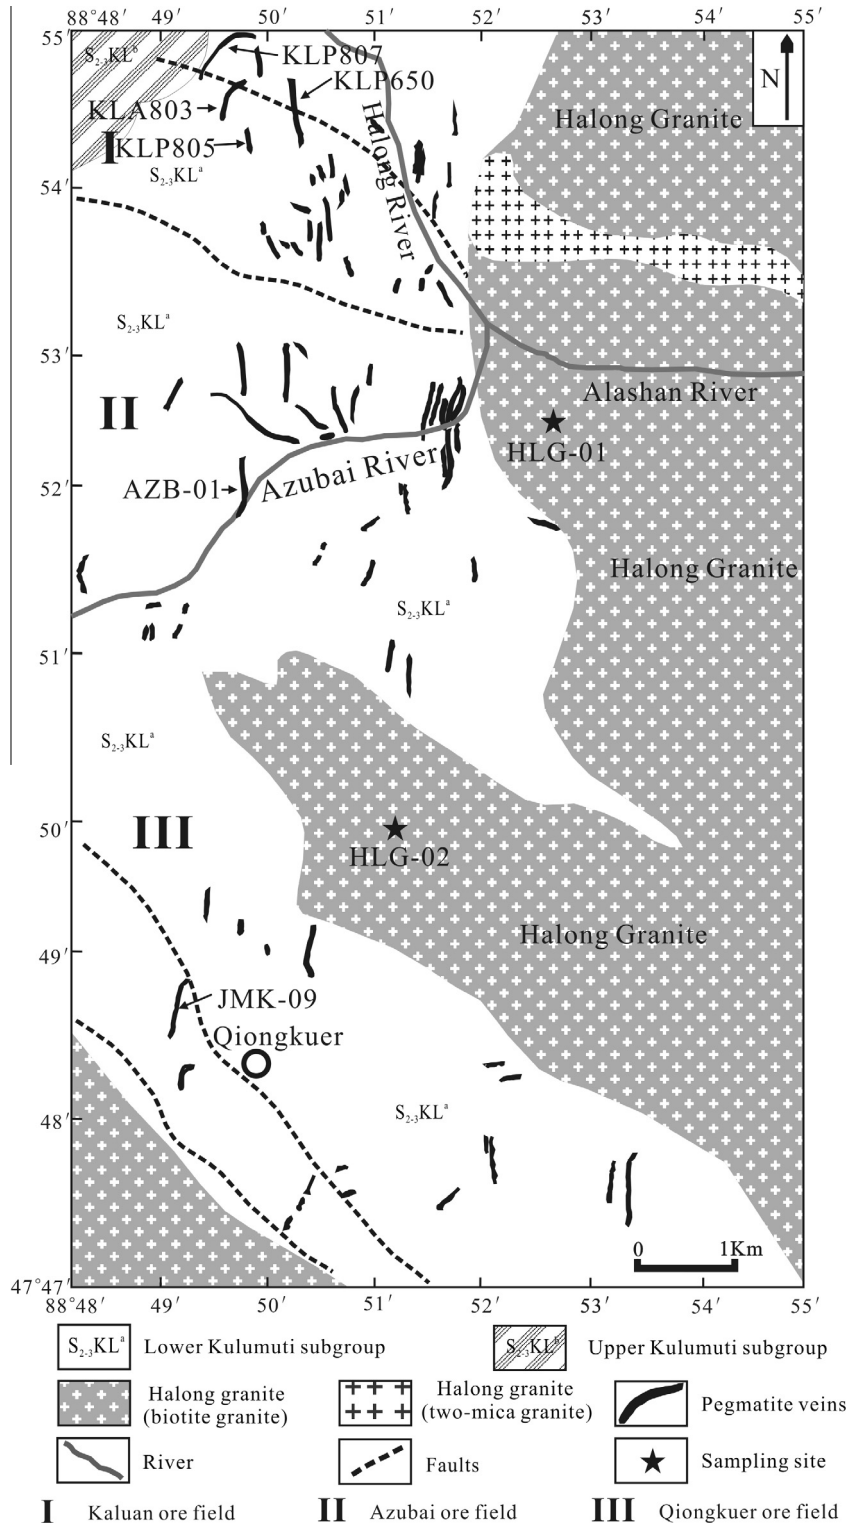 88°48′ 49′ 50′ 51′ 52′ 53′ 54′ 55′
55′
S₂₋₃KLᵇ
KLP807
N
KLP650
KLA803
Halong Granite
I
KLP805
S₂₋₃KLᵃ
Halong River
54′
S₂₋₃KLᵃ
53′
Alashan River
II
HLG-01
Azubai River
AZB-01
52′
Halong Granite
S₂₋₃KLᵃ
51′
S₂₋₃KLᵃ
50′
III
HLG-02
Halong Granite
49′
JMK-09
Qiongkuer
48′
S₂₋₃KLᵃ
0 1Km
47°47′
88°48′ 49′ 50′ 51′ 52′ 53′ 54′ 55′
S₂₋₃KLᵃ Lower Kulumuti subgroup
S₂₋₃KLᵇ Upper Kulumuti subgroup
Halong granite
(biotite granite)
Halong granite
(two-mica granite)
Pegmatite veins
River
Faults
Sampling site
I Kaluan ore field
II Azubai ore field
III Qiongkuer ore field